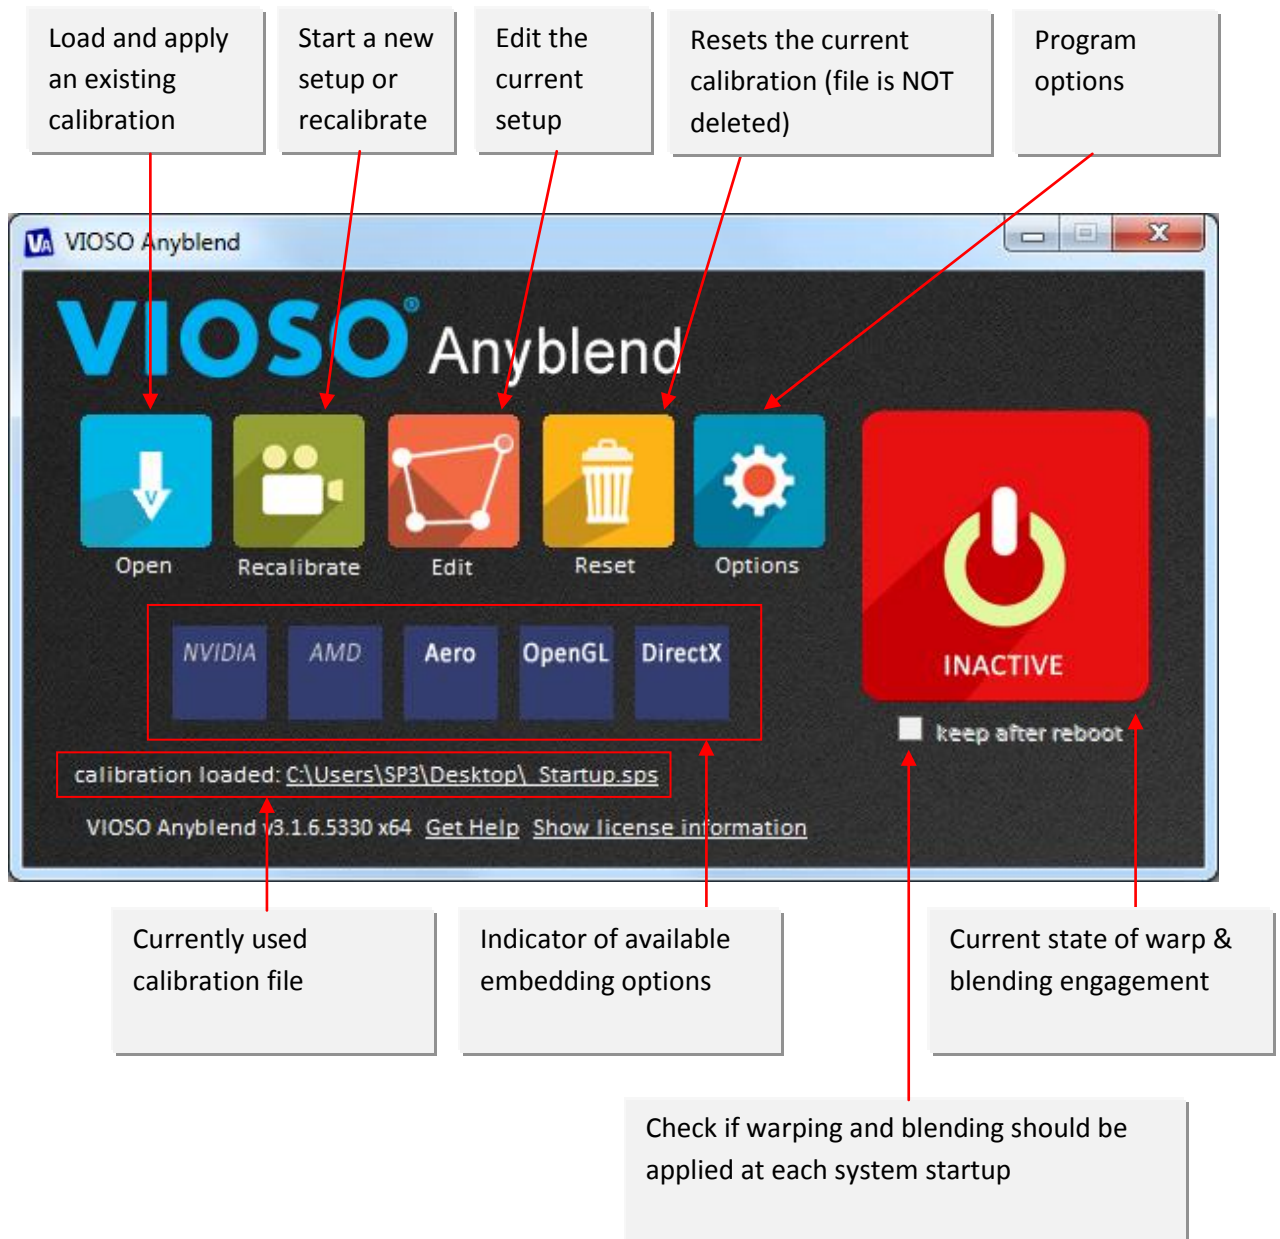 Load and apply
an existing
calibration
Start a new
setup or
recalibrate
Edit the
current
setup
Resets the current
calibration (file is NOT
deleted)
Program
options
VA VIOSO Anyblend
VIOSO® Anyblend
V
Open
Recalibrate
Edit
Reset
Options
INACTIVE
NVIDIA
AMD
Aero
OpenGL
DirectX
keep after reboot
calibration loaded: C:\Users\SP3\Desktop\_Startup.sps
VIOSO Anyblend v3.1.6.5330 x64 Get Help Show license information
Currently used
calibration file
Indicator of available
embedding options
Current state of warp &
blending engagement
Check if warping and blending should be
applied at each system startup